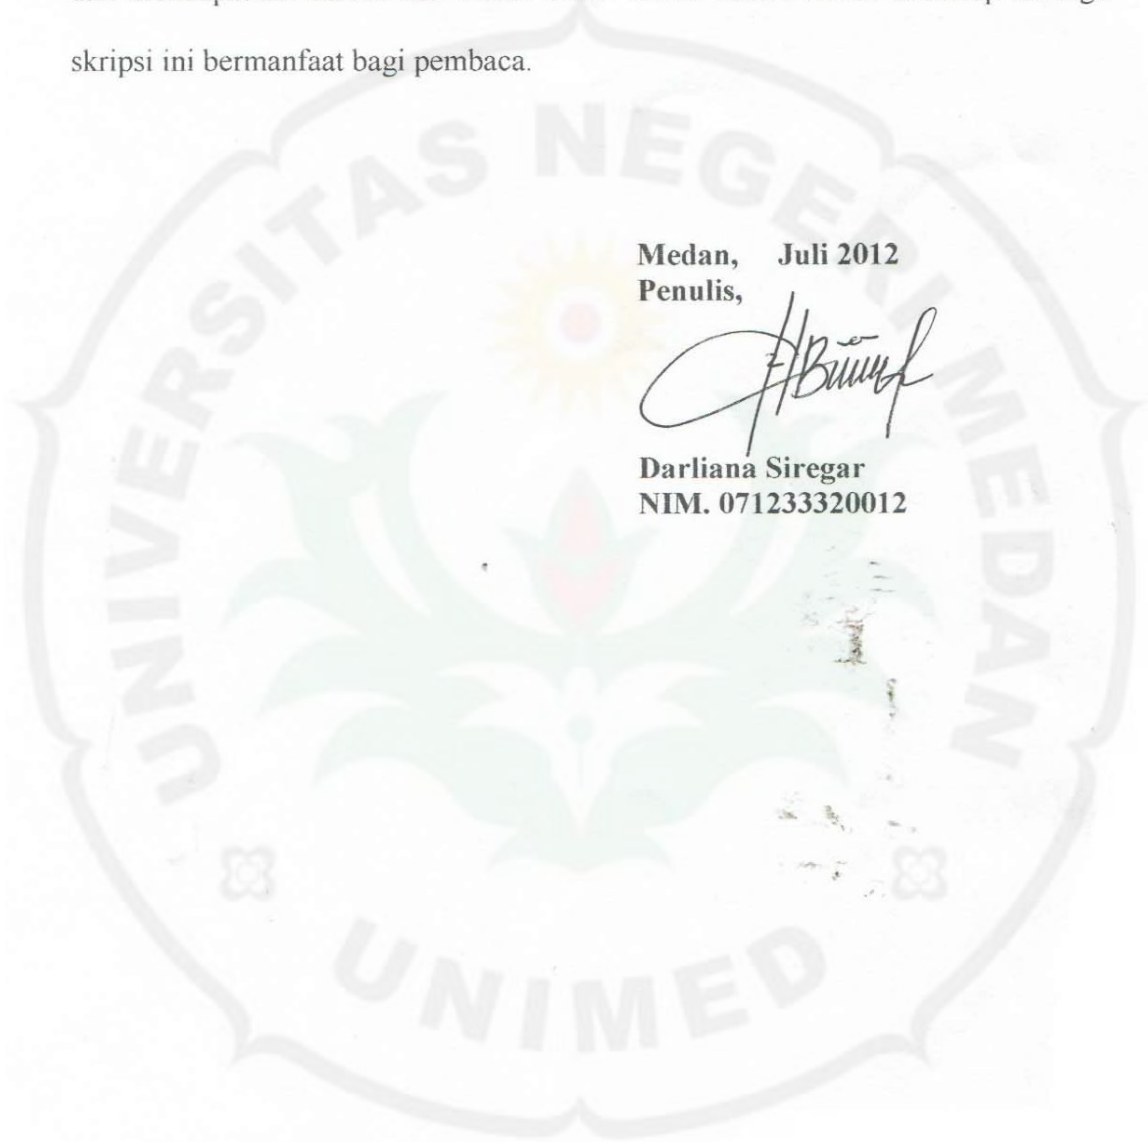 skripsi ini bermanfaat bagi pembaca.
UNIVERSITAS NEGERI MEDAN
Medan, Juli 2012
Penulis,
Darliana Siregar
NIM. 071233320012
UNIMED